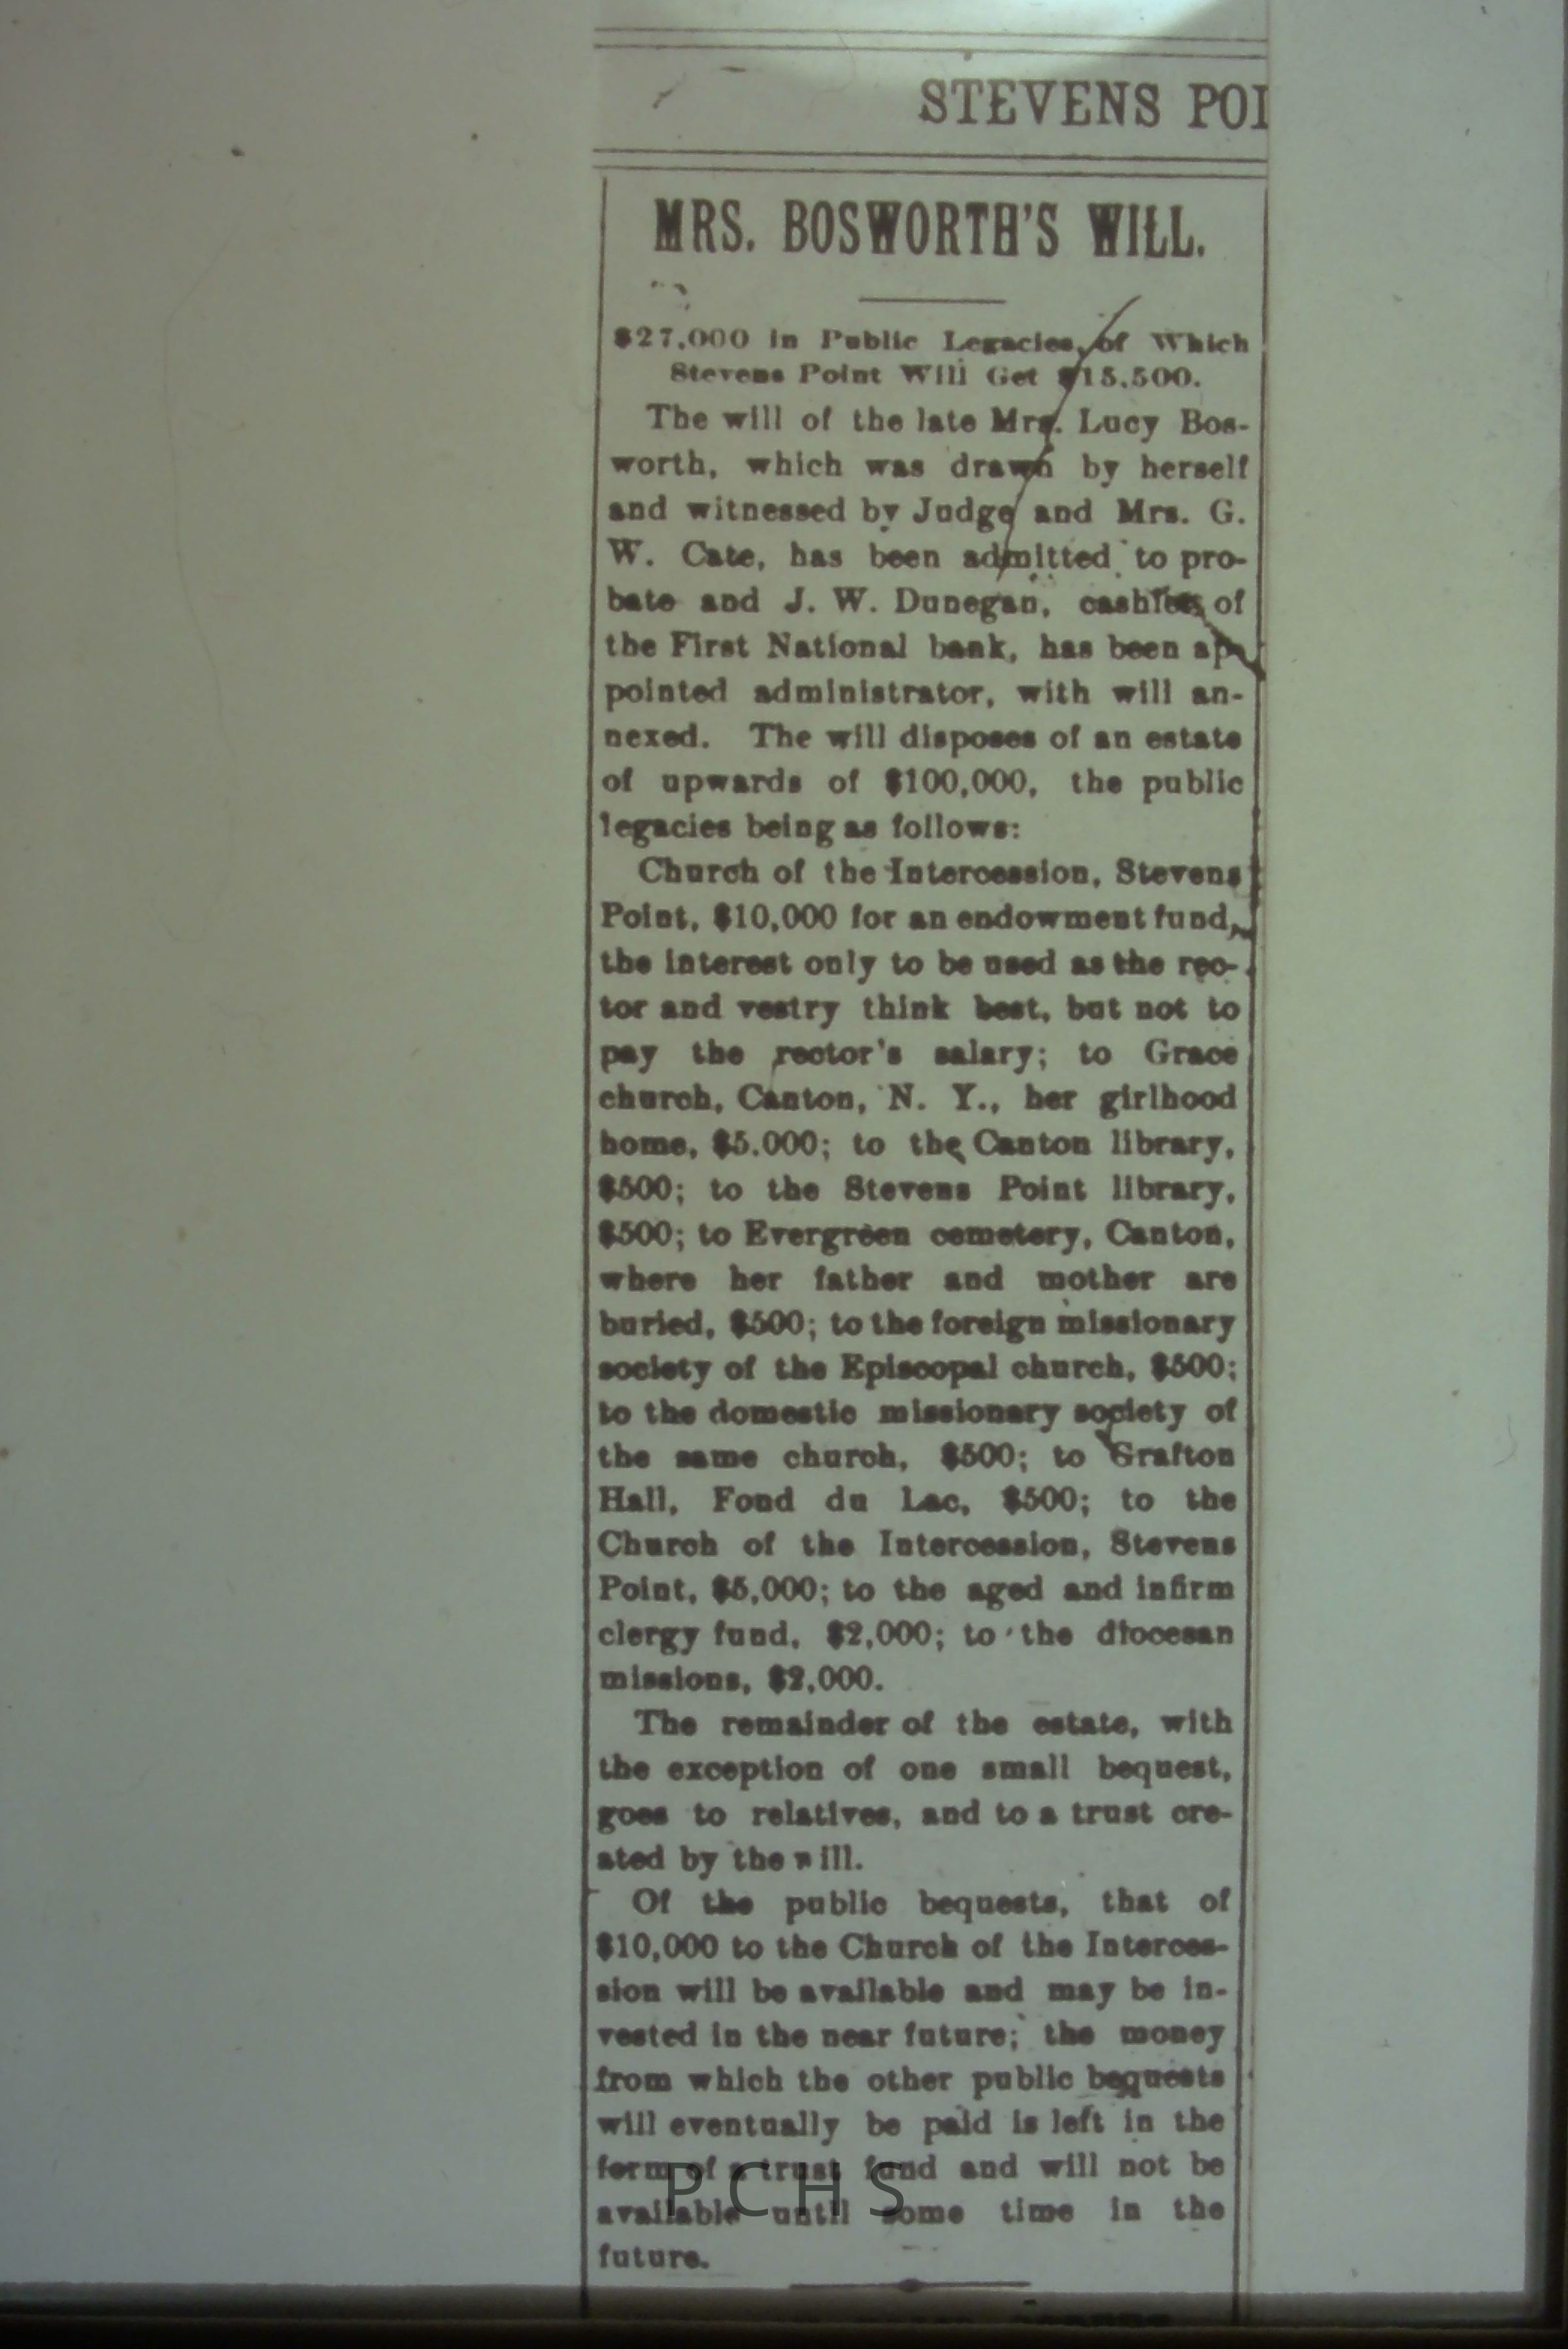 STEVENS POI
MRS. BOSWORTH'S WILL.
$27,000 in Public Legacies, of Which
Stevens Point Will Get $15,500.
The will of the late Mrs. Lucy Bos-
worth, which was drawn by herself
and witnessed by Judge and Mrs. G.
W. Cate, has been admitted to pro-
bate and J. W. Dunegan, cashier of
the First National bank, has been ap
pointed administrator, with will an-
nexed. The will disposes of an estate
of upwards of $100,000, the public
legacies being as follows:
Church of the Intercession, Stevens
Point, $10,000 for an endowment fund,
the interest only to be used as the rec-
tor and vestry think best, but not to
pay the rector's salary; to Grace
church, Canton, N. Y., her girlhood
home, $5.000; to the Canton library,
$500; to the Stevens Point library,
$500; to Evergreen cemetery, Canton,
where her father and mother are
buried, $500; to the foreign missionary
society of the Episcopal church, $500;
to the domestic missionary society of
the same church, $500; to Grafton
Hall, Fond du Lac, $500; to the
Church of the Intercession, Stevens
Point, $5,000; to the aged and infirm
clergy fund, $2,000; to the diocesan
missions, $2,000.
The remainder of the estate, with
the exception of one small bequest,
goes to relatives, and to a trust cre-
ated by the will.
Of the public bequests, that of
$10,000 to the Church of the Interces-
sion will be available and may be in-
vested in the near future; the money
from which the other public bequests
will eventually be paid is left in the
form of a trust fund and will not be
available until some time in the
future.
PCHS